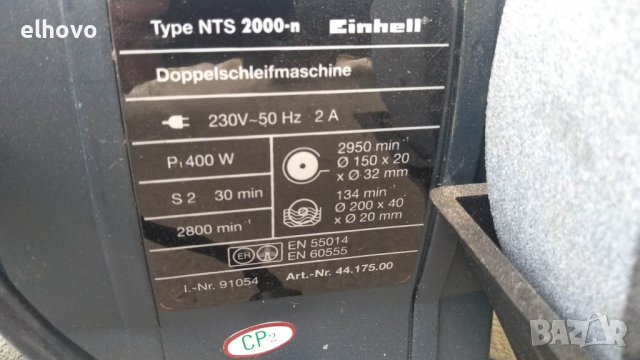 elhovo
Type NTS 2000-n Einhell
Doppelschleifmaschine
230V~50 Hz 2 A
P₁ 400 W
S 2 30 min
2800 min⁻¹
2950 min⁻¹
Ø 150 x 20
x Ø 32 mm
134 min⁻¹
Ø 200 x 40
x Ø 20 mm
EN 55014
EN 60555
I.-Nr. 91054 Art.-Nr. 44.175.00
CP2
BAZAR